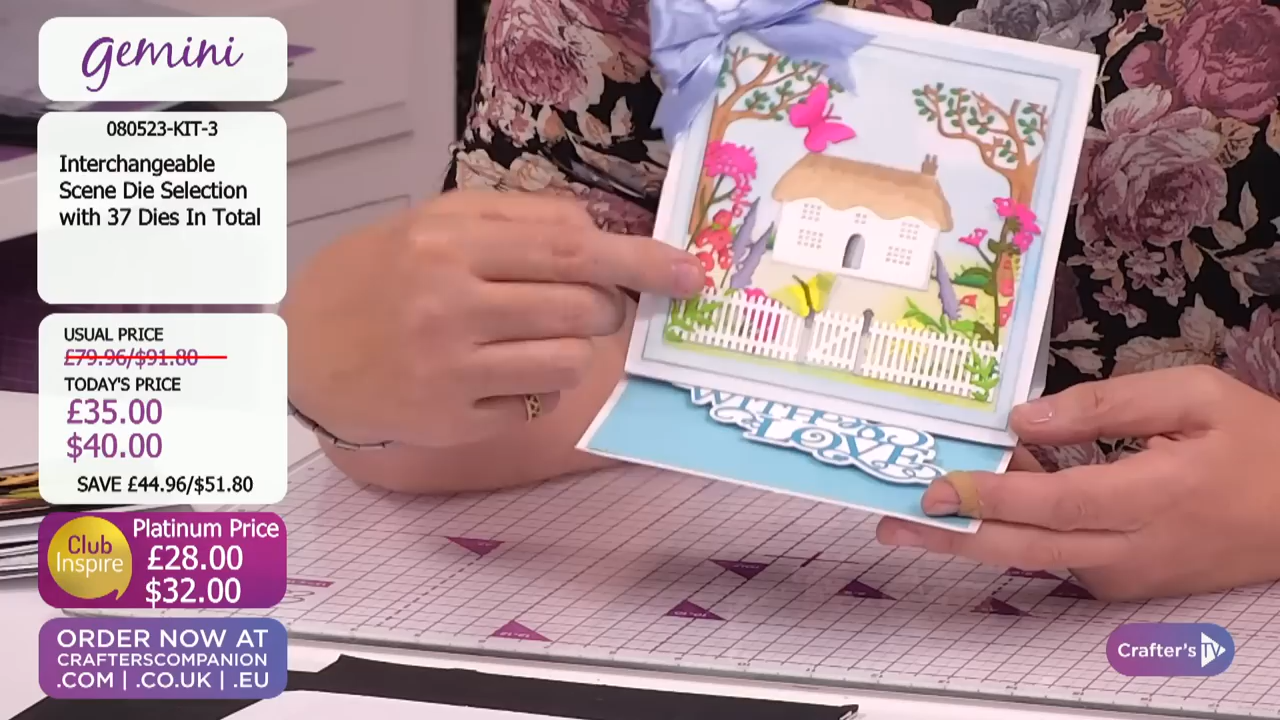 gemini
080523-KIT-3
Interchangeable
Scene Die Selection
with 37 Dies In Total
USUAL PRICE
£79.96/$91.80
TODAY'S PRICE
£35.00
$40.00
SAVE £44.96/$51.80
Club
Inspire
Platinum Price
£28.00
$32.00
ORDER NOW AT
CRAFTERSCOMPANION
.COM | .CO.UK | .EU
WITH
LOVE
Crafter's TV